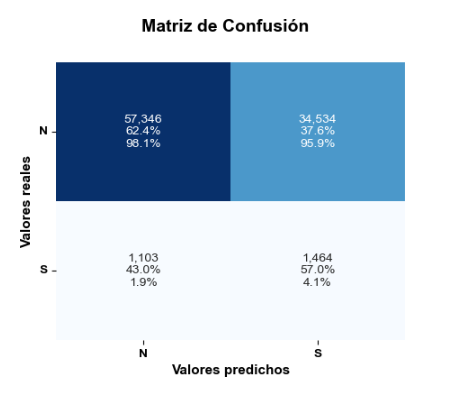 Matriz de Confusión
Valores reales
N
57,346
62.4%
98.1%
34,534
37.6%
95.9%
S
1,103
43.0%
1.9%
1,464
57.0%
4.1%
N
S
Valores predichos